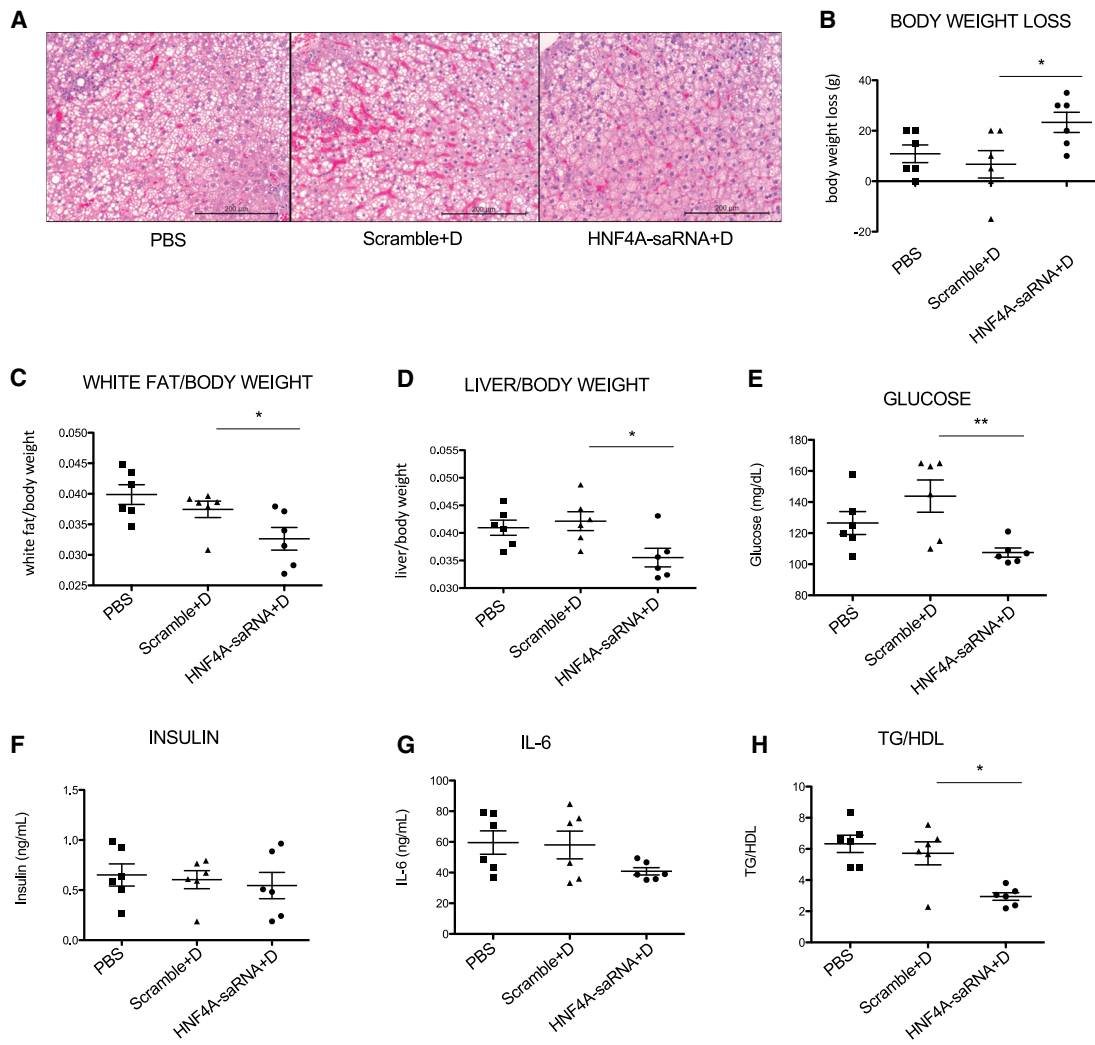 A
200 µm
200 µm
200 µm
PBS
Scramble+D
HNF4A-saRNA+D
B
BODY WEIGHT LOSS
*
body weight loss (g)
40
20
0
-20
PBS
Scramble+D
HNF4A-saRNA+D
C
WHITE FAT/BODY WEIGHT
*
white fat/body weight
0.050
0.045
0.040
0.035
0.030
0.025
PBS
Scramble+D
HNF4A-saRNA+D
D
LIVER/BODY WEIGHT
*
liver/body weight
0.055
0.050
0.045
0.040
0.035
0.030
PBS
Scramble+D
HNF4A-saRNA+D
E
GLUCOSE
**
Glucose (mg/dL)
180
160
140
120
100
80
PBS
Scramble+D
HNF4A-saRNA+D
F
INSULIN
Insulin (ng/mL)
1.5
1.0
0.5
0.0
PBS
Scramble+D
HNF4A-saRNA+D
G
IL-6
IL-6 (ng/mL)
100
80
60
40
20
0
PBS
Scramble+D
HNF4A-saRNA+D
H
TG/HDL
*
TG/HDL
10
8
6
4
2
0
PBS
Scramble+D
HNF4A-saRNA+D